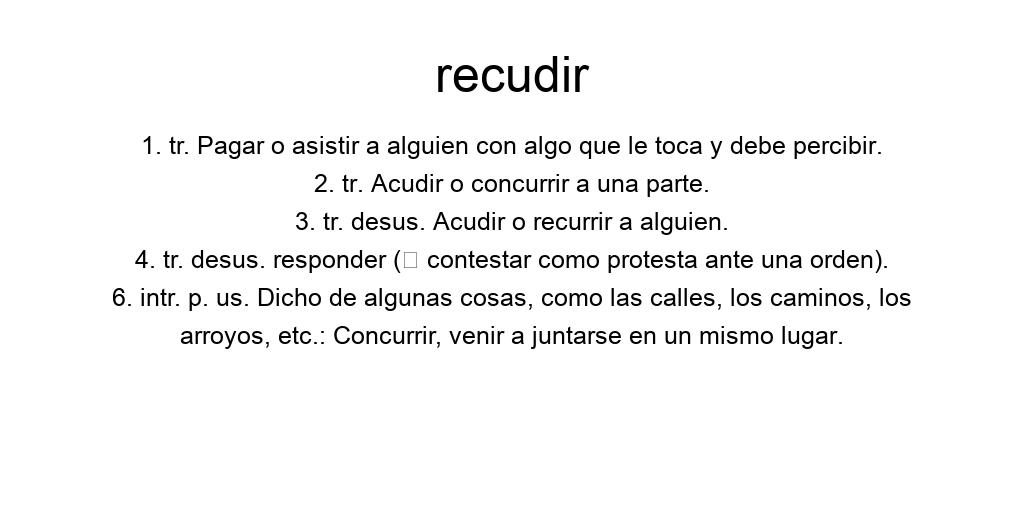 recudir
1. tr. Pagar o asistir a alguien con algo que le toca y debe percibir.
2. tr. Acudir o concurrir a una parte.
3. tr. desus. Acudir o recurrir a alguien.
4. tr. desus. responder (□ contestar como protesta ante una orden).
6. intr. p. us. Dicho de algunas cosas, como las calles, los caminos, los
arroyos, etc.: Concurrir, venir a juntarse en un mismo lugar.